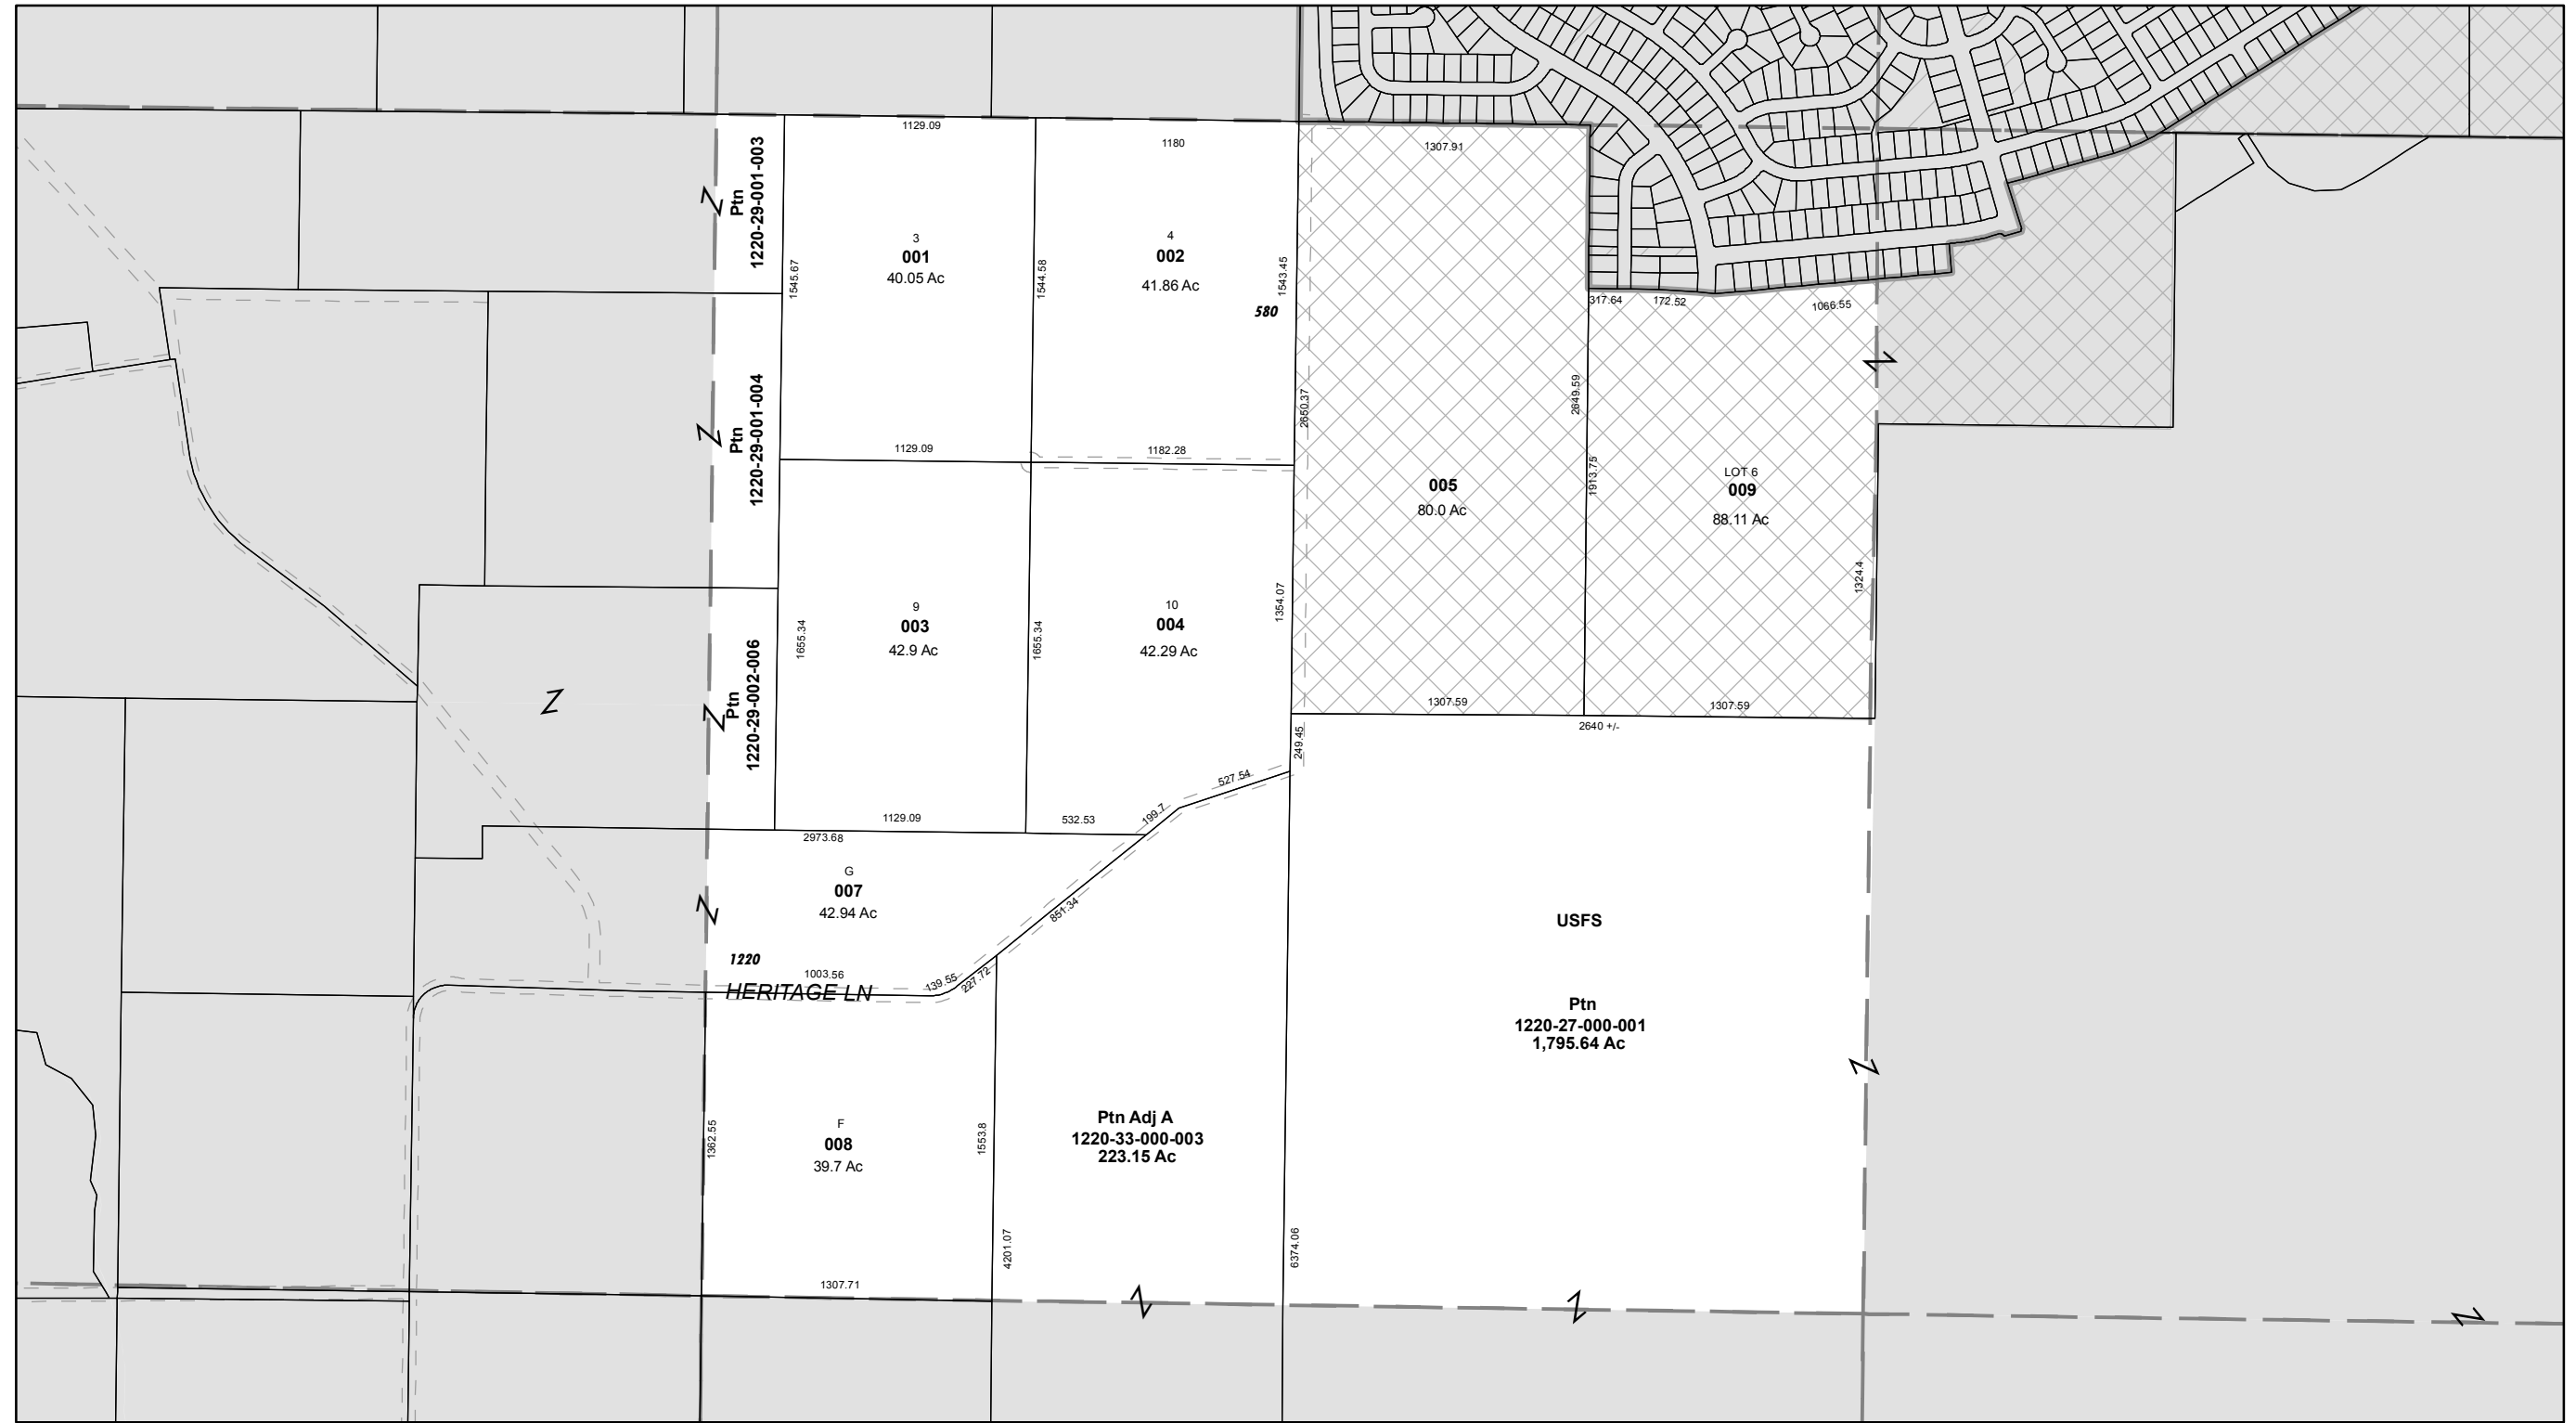 1129.09
1180
1307.91
Ptn
1220-29-001-003
3
001
40.05 Ac
4
002
41.86 Ac
580
1545.67
1544.58
1543.45
317.64
172.52
1066.55
Ptn
1220-29-001-004
2650.37
2649.59
1129.09
1182.28
1913.75
005
80.0 Ac
LOT 6
009
88.11 Ac
1324.4
9
003
42.9 Ac
10
004
42.29 Ac
1655.34
1655.34
1354.07
Ptn
1220-29-002-006
1307.59
1307.59
2640 +/-
249.45
527.54
199.7
1129.09
532.53
2973.68
G
007
42.94 Ac
851.34
1220
1003.56
139.55
227.72
HERITAGE LN
USFS
Ptn
1220-27-000-001
1,795.64 Ac
F
008
39.7 Ac
1362.55
1553.8
Ptn Adj A
1220-33-000-003
223.15 Ac
4201.07
6374.06
1307.71